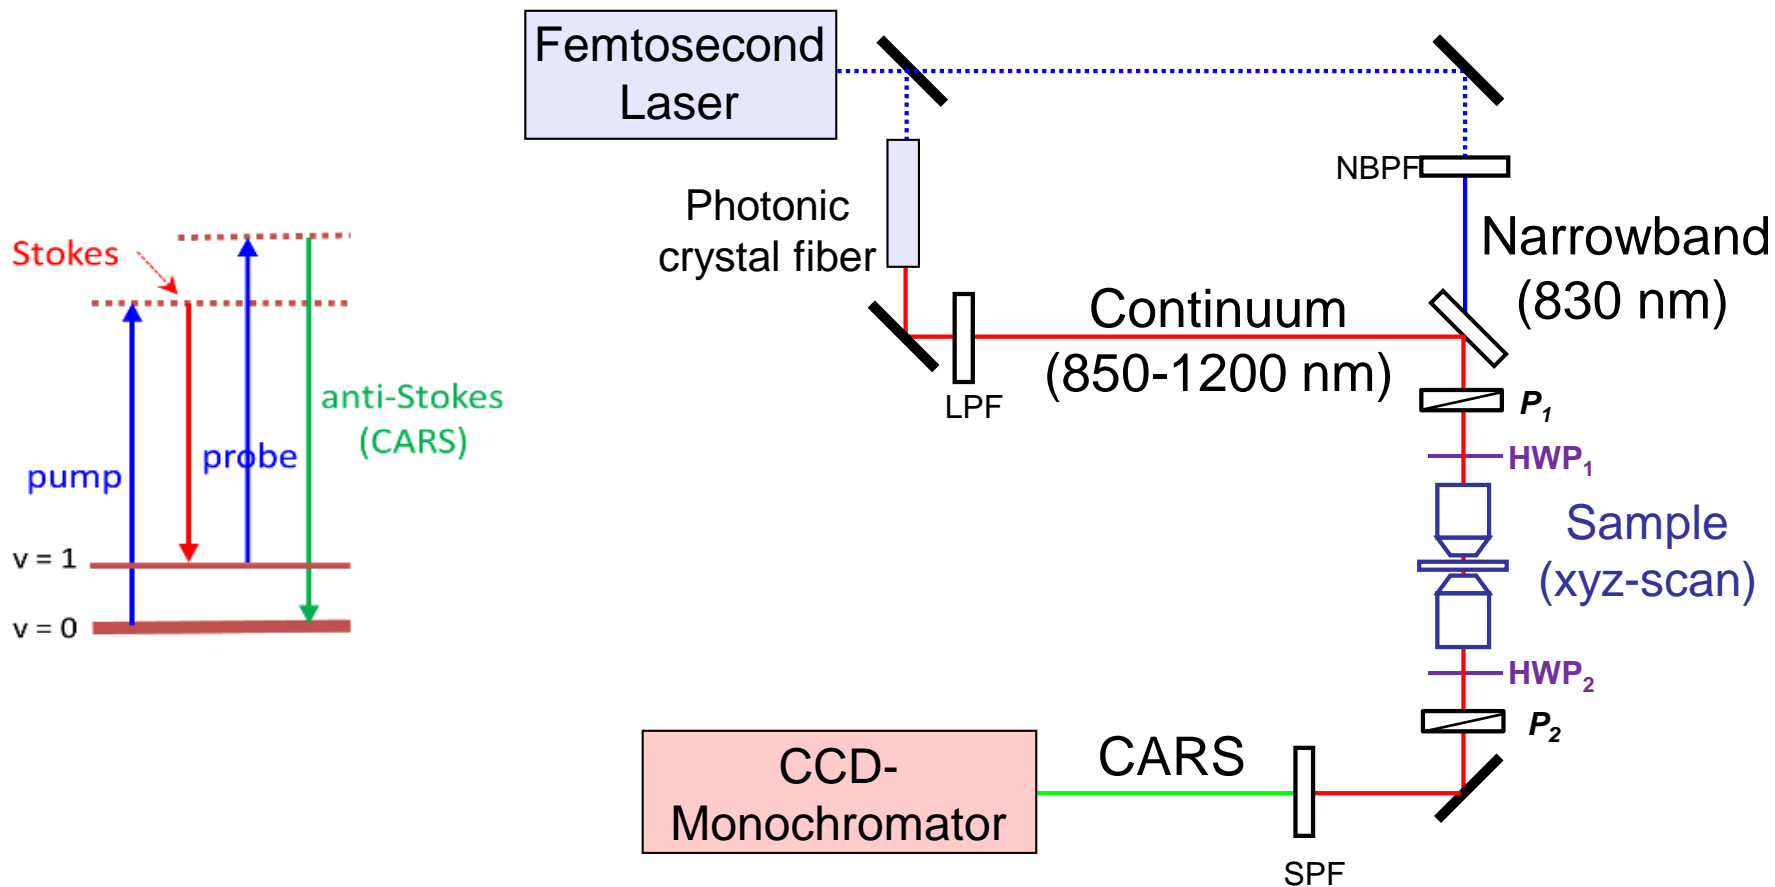 Femtosecond
Laser
NBPF
Photonic
crystal fiber
Narrowband
(830 nm)
Continuum
(850-1200 nm)
LPF
P1
HWP1
Sample
(xyz-scan)
HWP2
P2
CARS
CCD-
Monochromator
SPF
Stokes
anti-Stokes
(CARS)
probe
pump
v = 1
v = 0